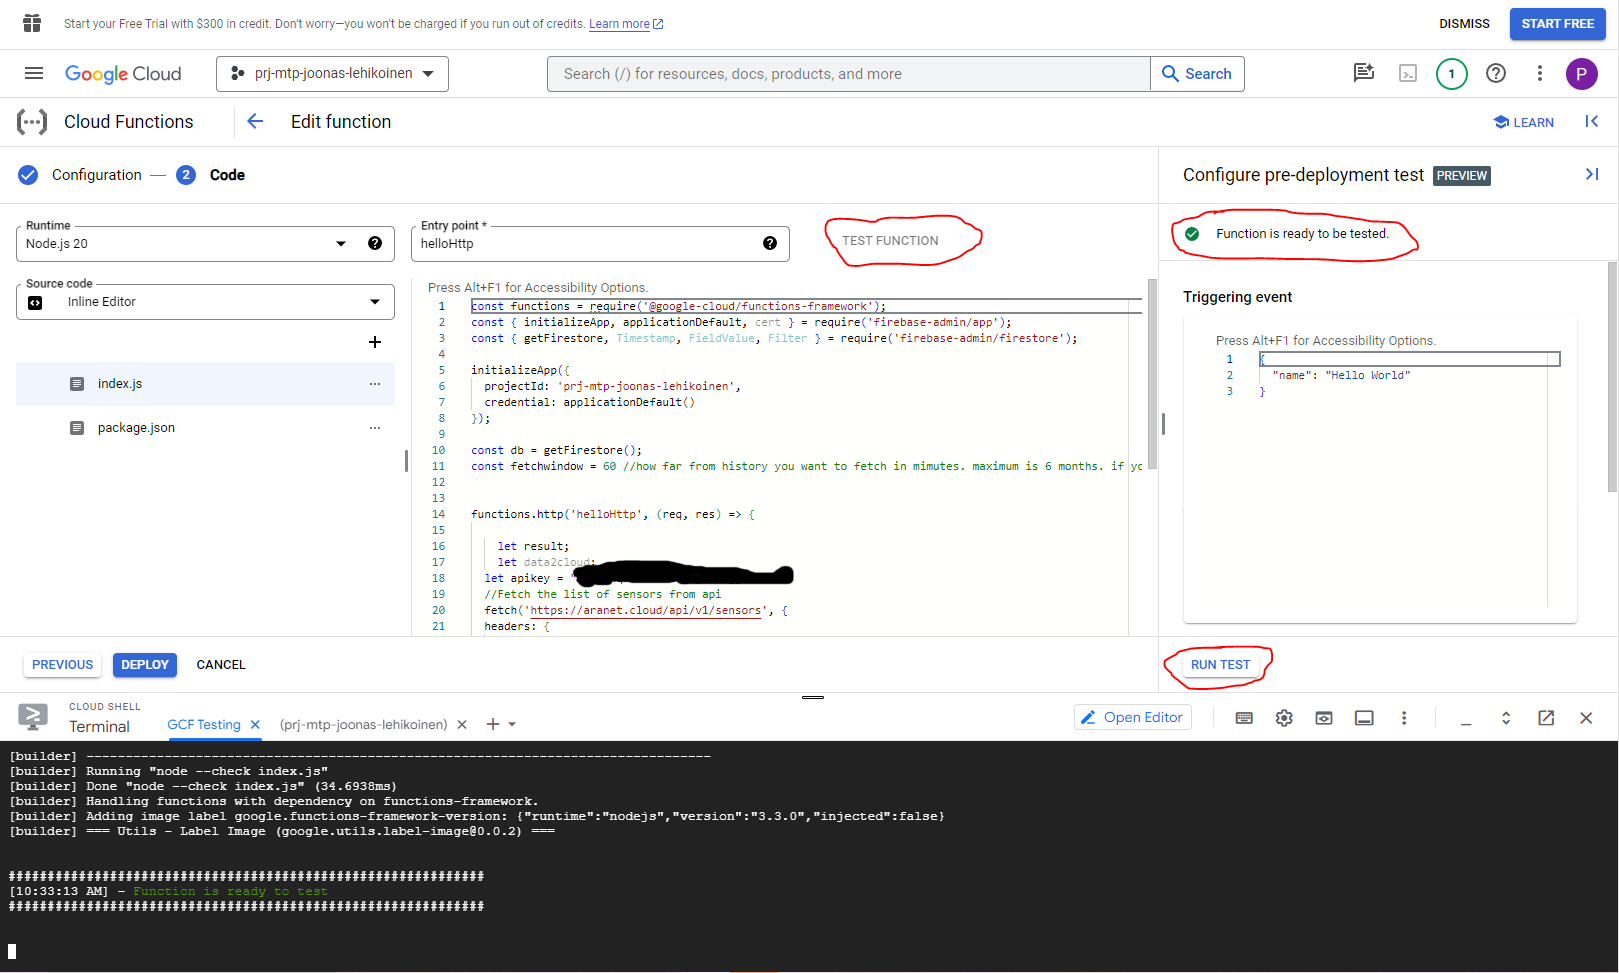 Start your Free Trial with $300 in credit. Don't worry—you won't be charged if you run out of credits. Learn more
DISMISS
START FREE
Google Cloud
prj-mtp-joonas-lehikoinen
Search (/) for resources, docs, products, and more
Search
1
P
Cloud Functions
Edit function
LEARN
Configuration
2
Code
Configure pre-deployment test
PREVIEW
Runtime
Node.js 20
Entry point *
helloHttp
TEST FUNCTION
Function is ready to be tested.
Source code
Inline Editor
index.js
package.json
Press Alt+F1 for Accessibility Options.
1 const functions = require('@google-cloud/functions-framework');
2 const { initializeApp, applicationDefault, cert } = require('firebase-admin/app');
3 const { getFirestore, Timestamp, FieldValue, Filter } = require('firebase-admin/firestore');
4
5 initializeApp({
6 projectId: 'prj-mtp-joonas-lehikoinen',
7 credential: applicationDefault()
8 });
9
10 const db = getFirestore();
11 const fetchwindow = 60 //how far from history you want to fetch in mimutes. maximum is 6 months. if yo
12
13
14 functions.http('helloHttp', (req, res) => {
15
16 let result;
17 let data2cloud;
18 let apikey =
19 //Fetch the list of sensors from api
20 fetch('https://aranet.cloud/api/v1/sensors', {
21 headers: {
Triggering event
Press Alt+F1 for Accessibility Options.
1 {
2 "name": "Hello World"
3 }
PREVIOUS
DEPLOY
CANCEL
RUN TEST
CLOUD SHELL
Terminal
GCF Testing
(prj-mtp-joonas-lehikoinen)
Open Editor
[builder] --------------------------------------------------------------------------------
[builder] Running "node --check index.js"
[builder] Done "node --check index.js" (34.6938ms)
[builder] Handling functions with dependency on functions-framework.
[builder] Adding image label google.functions-framework-version: {"runtime":"nodejs","version":"3.3.0","injected":false}
[builder] === Utils - Label Image (google.utils.label-image@0.0.2) ===
#############################################################
[10:33:13 AM] - Function is ready to test
#############################################################